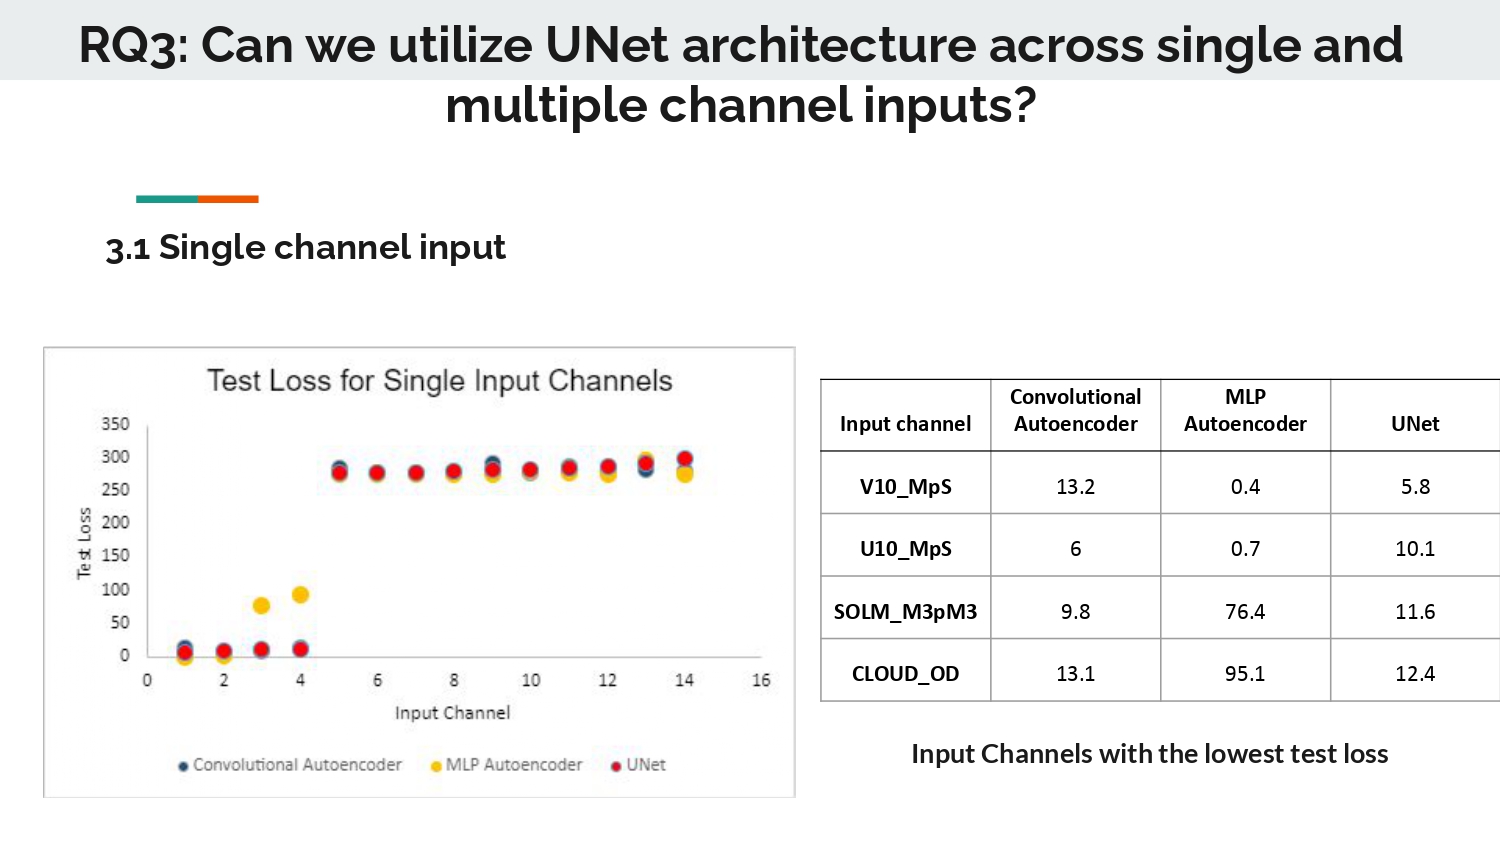 RQ3: Can we utilize UNet architecture across single and
multiple channel inputs?
3.1 Single channel input
Test Loss for Single Input Channels
350
300
250
200
150
100
50
0
Test Loss
0 2 4 6 8 10 12 14 16
Input Channel
Convolutional Autoencoder MLP Autoencoder UNet
Input channel Convolutional Autoencoder MLP Autoencoder UNet
V10_MpS 13.2 0.4 5.8
U10_MpS 6 0.7 10.1
SOLM_M3pM3 9.8 76.4 11.6
CLOUD_OD 13.1 95.1 12.4
Input Channels with the lowest test loss